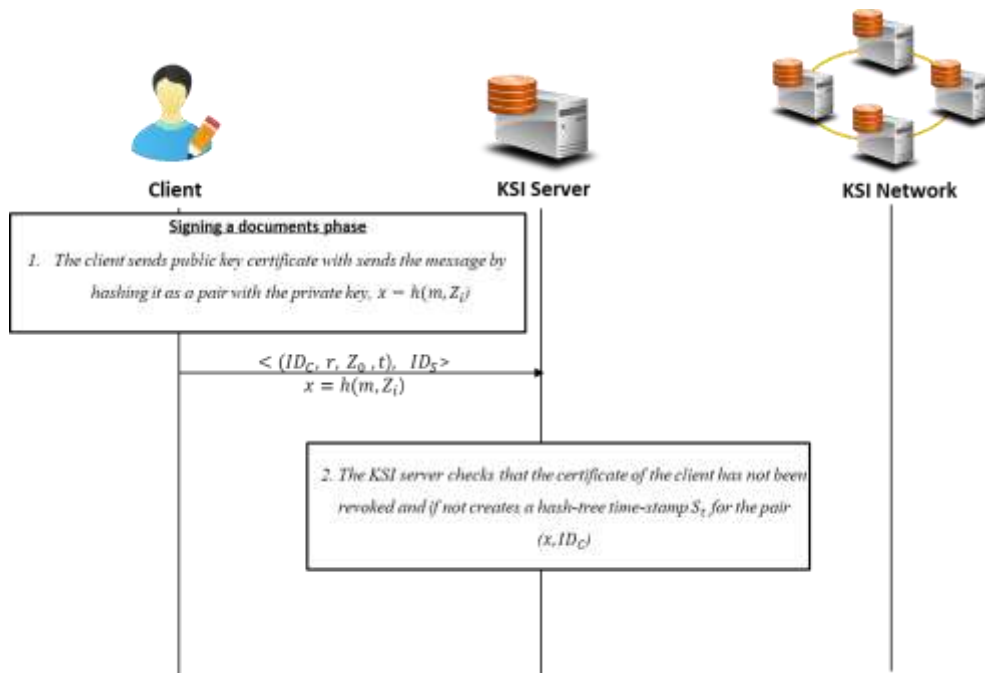 Client
KSI Server
KSI Network
Signing a documents phase
1. The client sends public key certificate with sends the message by
hashing it as a pair with the private key, x = h(m, Z_i)
< (ID_C, r, Z_0, t), ID_S>
x = h(m, Z_i)
2. The KSI server checks that the certificate of the client has not been
revoked and if not creates a hash-tree time-stamp S_t for the pair
(x, ID_C)